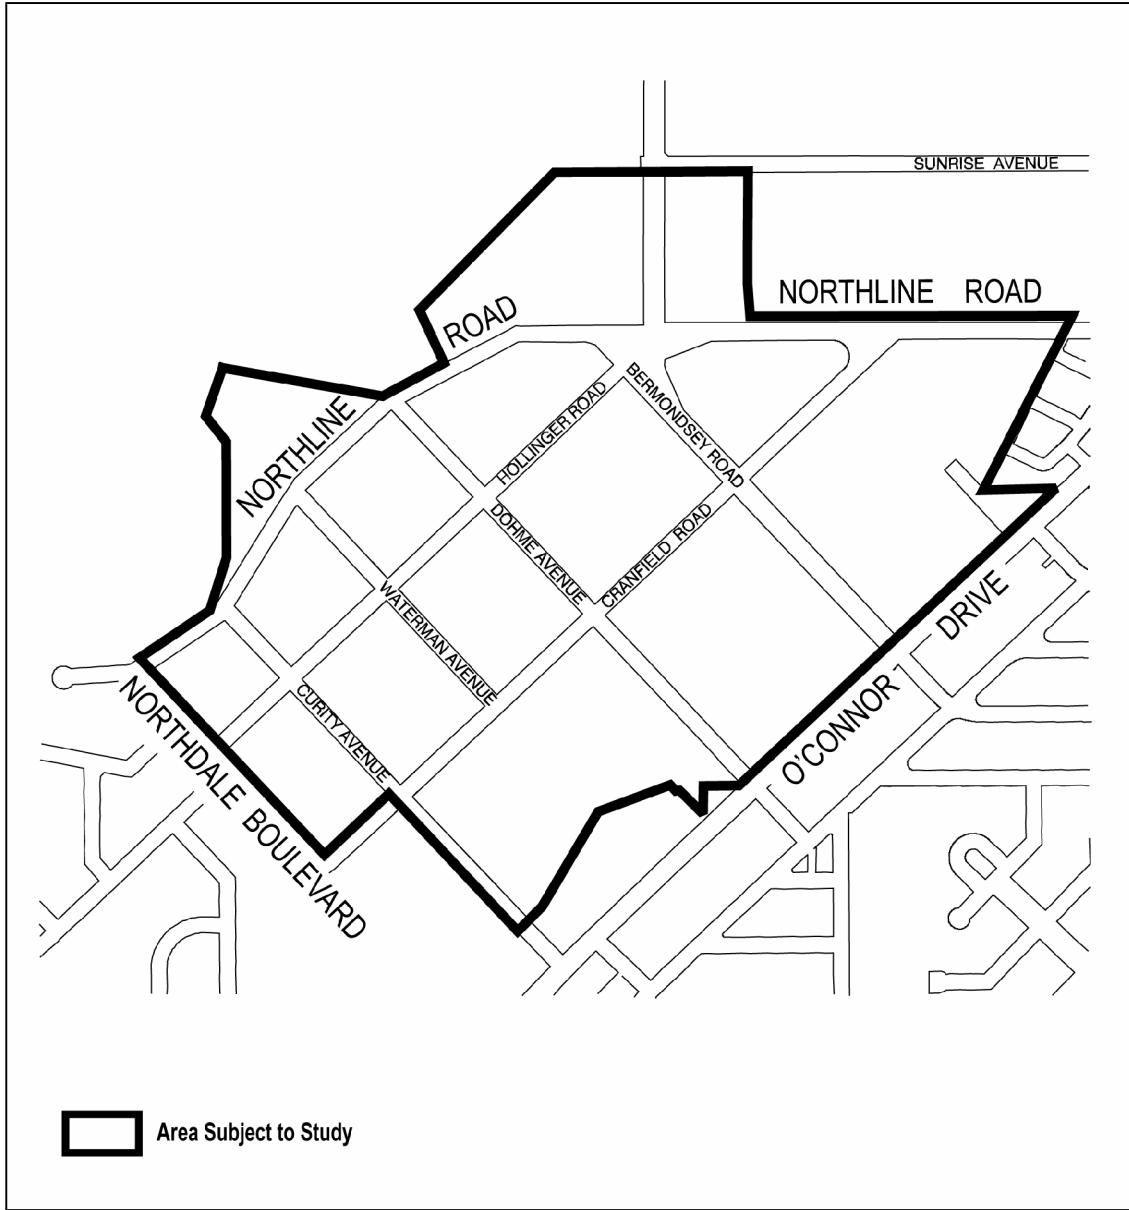 SUNRISE AVENUE
NORTHLINE ROAD
ROAD
NORTHLINE
HOLLINGER ROAD
BERMONDSEY ROAD
DOHME AVENUE
CRANFIELD ROAD
WATERMAN AVENUE
CURITY AVENUE
O'CONNOR DRIVE
NORTHDALE BOULEVARD
Area Subject to Study